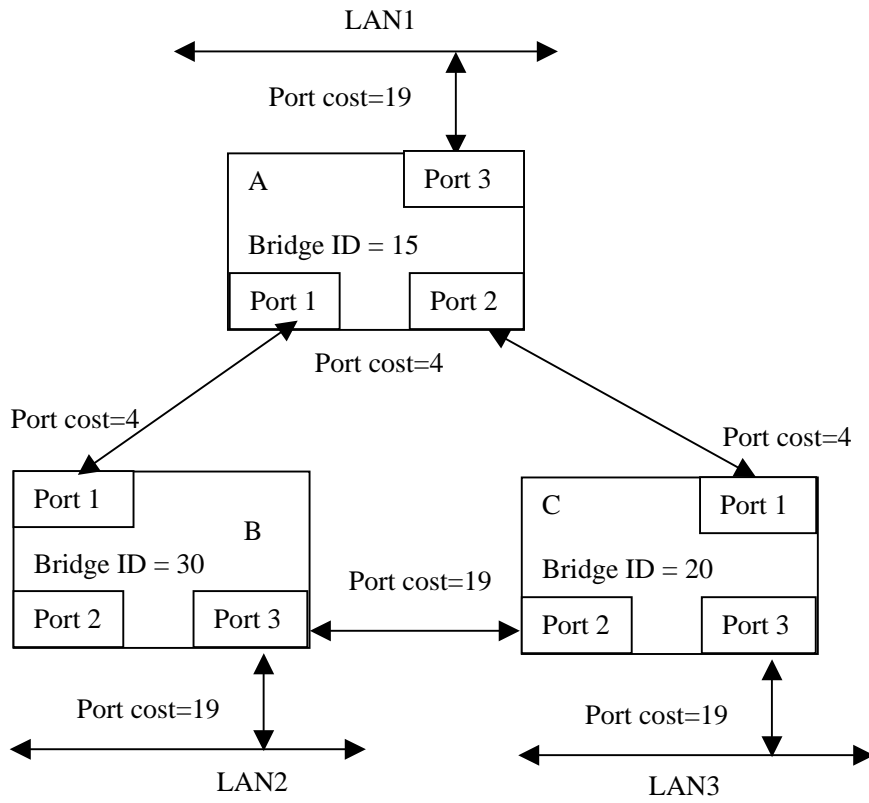 LAN1
Port cost=19
A
Port 3
Bridge ID = 15
Port 1
Port 2
Port cost=4
Port cost=4
Port cost=4
Port 1
B
Bridge ID = 30
Port 2
Port 3
Port cost=19
C
Port 1
Bridge ID = 20
Port 2
Port 3
Port cost=19
Port cost=19
LAN2
LAN3